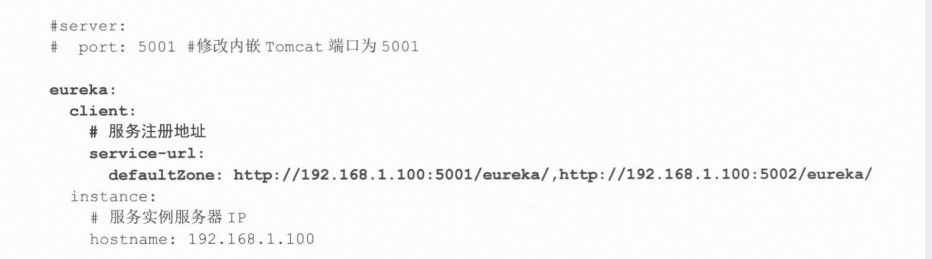 #server:
#  port: 5001 #修改内嵌 Tomcat 端口为 5001

eureka:
  client:
    # 服务注册地址
    service-url:
      defaultZone: http://192.168.1.100:5001/eureka/,http://192.168.1.100:5002/eureka/
  instance:
    # 服务实例服务器 IP
    hostname: 192.168.1.100